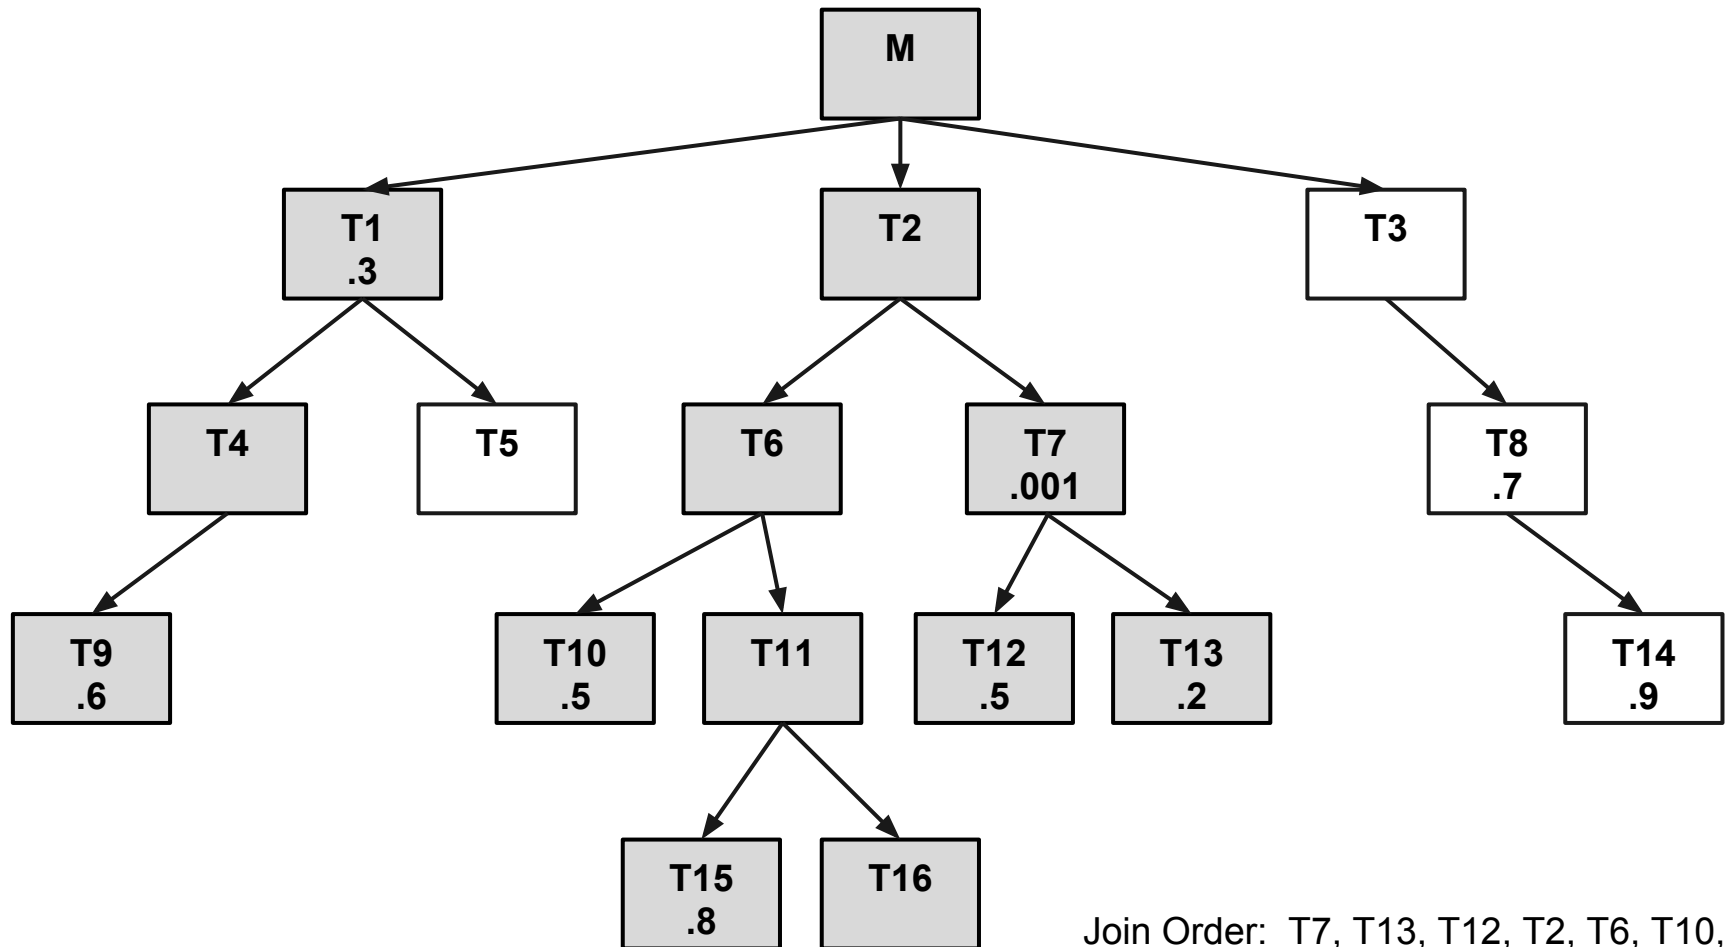 M
T1
.3
T2
T3
T4
T5
T6
T7
.001
T8
.7
T9
.6
T10
.5
T11
T12
.5
T13
.2
T14
.9
T15
.8
T16
Join Order: T7, T13, T12, T2, T6, T10,